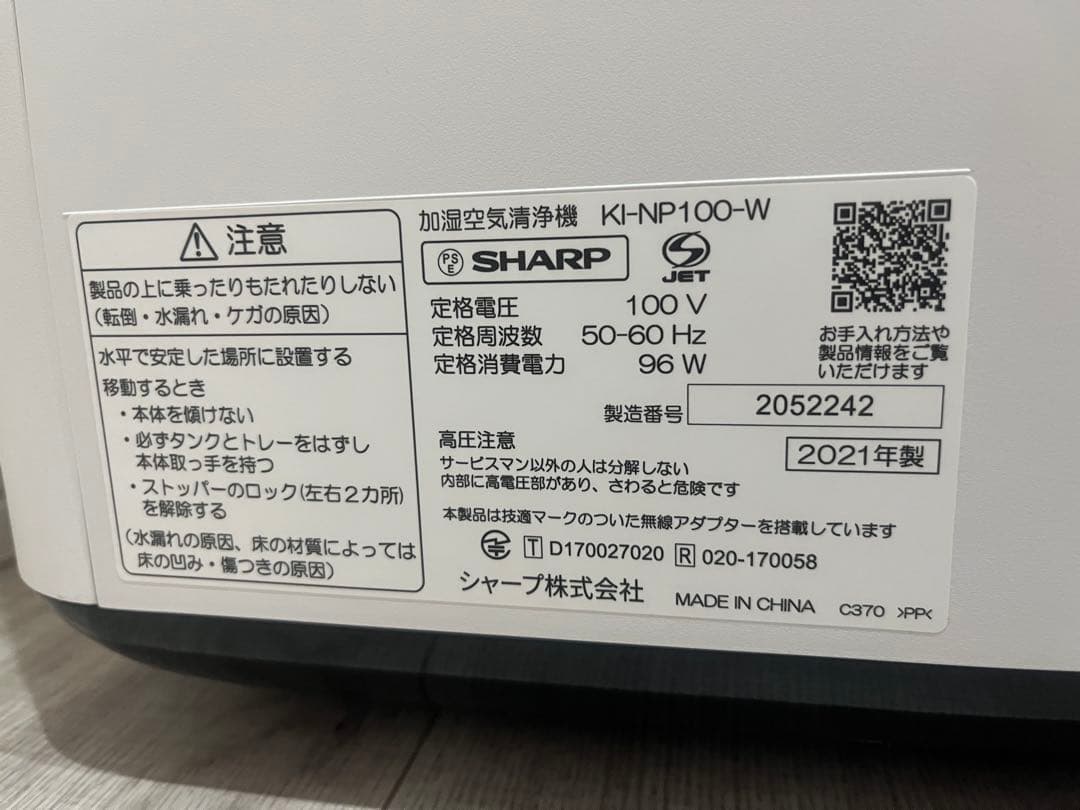 注意
製品の上に乗ったりもたれたりしない
(転倒・水漏れ・ケガの原因)
水平で安定した場所に設置する
移動するとき
・本体を傾けない
・必ずタンクとトレーをはずし
本体取っ手を持つ
・ストッパーのロック(左右2カ所)
を解除する
(水漏れの原因、床の材質によっては
床の凹み・傷つきの原因)
加湿空気清浄機 KI-NP100-W
PSE SHARP JET
定格電圧 100 V
定格周波数 50-60 Hz
定格消費電力 96 W
お手入れ方法や
製品情報をご覧
いただけます
製造番号 2052242
2021年製
高圧注意
サービスマン以外の人は分解しない
内部に高電圧部があり、さわると危険です
本製品は技適マークのついた無線アダプターを搭載しています
T D170027020 R 020-170058
シャープ株式会社 MADE IN CHINA C370 >PP<